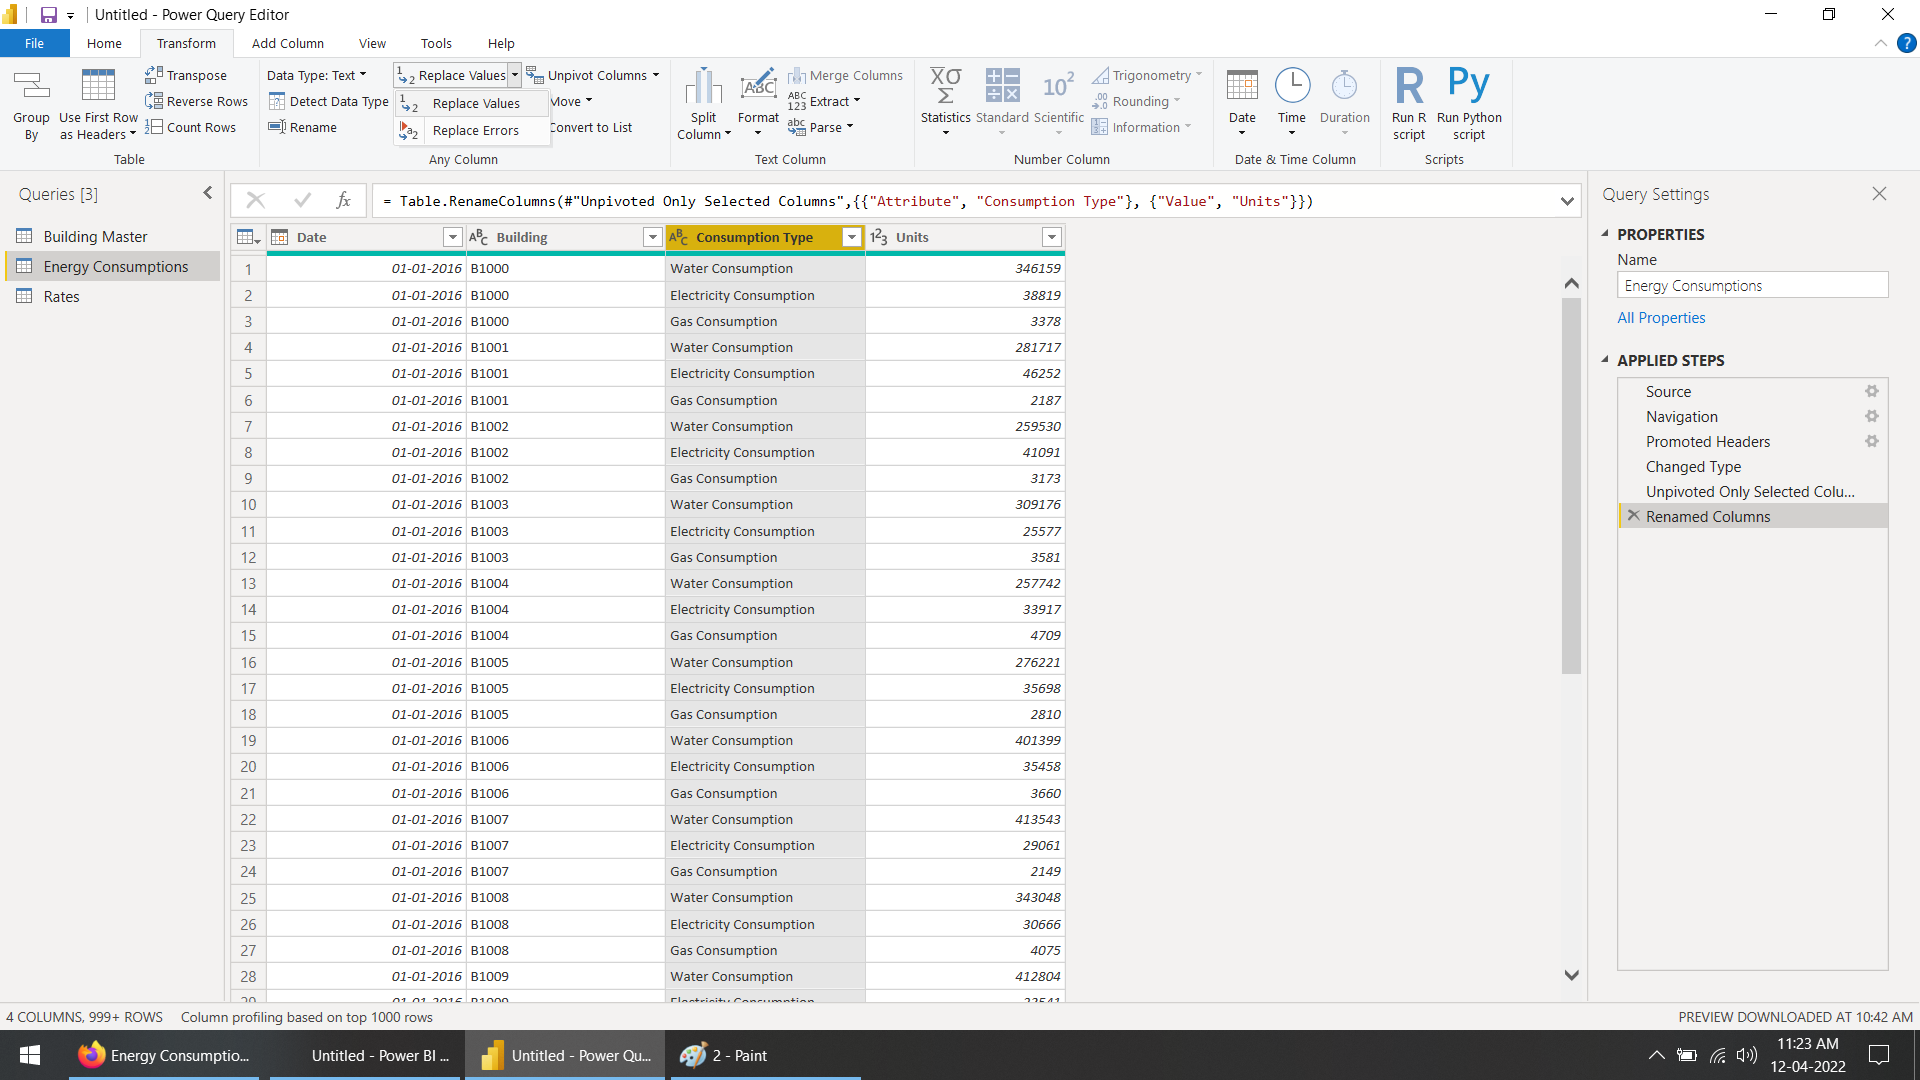 Untitled - Power Query Editor
File
Home
Transform
Add Column
View
Tools
Help
Group By
Use First Row as Headers
Transpose
Reverse Rows
Count Rows
Table
Data Type: Text
Detect Data Type
Rename
Replace Values
Replace Values
Replace Errors
Unpivot Columns
Move
Convert to List
Any Column
Split Column
Format
Merge Columns
Extract
Parse
Text Column
Statistics
Standard
Scientific
Trigonometry
Rounding
Information
Number Column
Date
Time
Duration
Date & Time Column
Run R script
Run Python script
Scripts
Queries [3]
Building Master
Energy Consumptions
Rates
= Table.RenameColumns(#"Unpivoted Only Selected Columns",{{"Attribute", "Consumption Type"}, {"Value", "Units"}})
Date Building Consumption Type Units
1 01-01-2016 B1000 Water Consumption 346159
2 01-01-2016 B1000 Electricity Consumption 38819
3 01-01-2016 B1000 Gas Consumption 3378
4 01-01-2016 B1001 Water Consumption 281717
5 01-01-2016 B1001 Electricity Consumption 46252
6 01-01-2016 B1001 Gas Consumption 2187
7 01-01-2016 B1002 Water Consumption 259530
8 01-01-2016 B1002 Electricity Consumption 41091
9 01-01-2016 B1002 Gas Consumption 3173
10 01-01-2016 B1003 Water Consumption 309176
11 01-01-2016 B1003 Electricity Consumption 25577
12 01-01-2016 B1003 Gas Consumption 3581
13 01-01-2016 B1004 Water Consumption 257742
14 01-01-2016 B1004 Electricity Consumption 33917
15 01-01-2016 B1004 Gas Consumption 4709
16 01-01-2016 B1005 Water Consumption 276221
17 01-01-2016 B1005 Electricity Consumption 35698
18 01-01-2016 B1005 Gas Consumption 2810
19 01-01-2016 B1006 Water Consumption 401399
20 01-01-2016 B1006 Electricity Consumption 35458
21 01-01-2016 B1006 Gas Consumption 3660
22 01-01-2016 B1007 Water Consumption 413543
23 01-01-2016 B1007 Electricity Consumption 29061
24 01-01-2016 B1007 Gas Consumption 2149
25 01-01-2016 B1008 Water Consumption 343048
26 01-01-2016 B1008 Electricity Consumption 30666
27 01-01-2016 B1008 Gas Consumption 4075
28 01-01-2016 B1009 Water Consumption 412804
Query Settings
PROPERTIES
Name
Energy Consumptions
All Properties
APPLIED STEPS
Source
Navigation
Promoted Headers
Changed Type
Unpivoted Only Selected Colu...
Renamed Columns
4 COLUMNS, 999+ ROWS
Column profiling based on top 1000 rows
PREVIEW DOWNLOADED AT 10:42 AM
Energy Consumptio...
Untitled - Power BI ...
Untitled - Power Qu...
2 - Paint
11:23 AM
12-04-2022